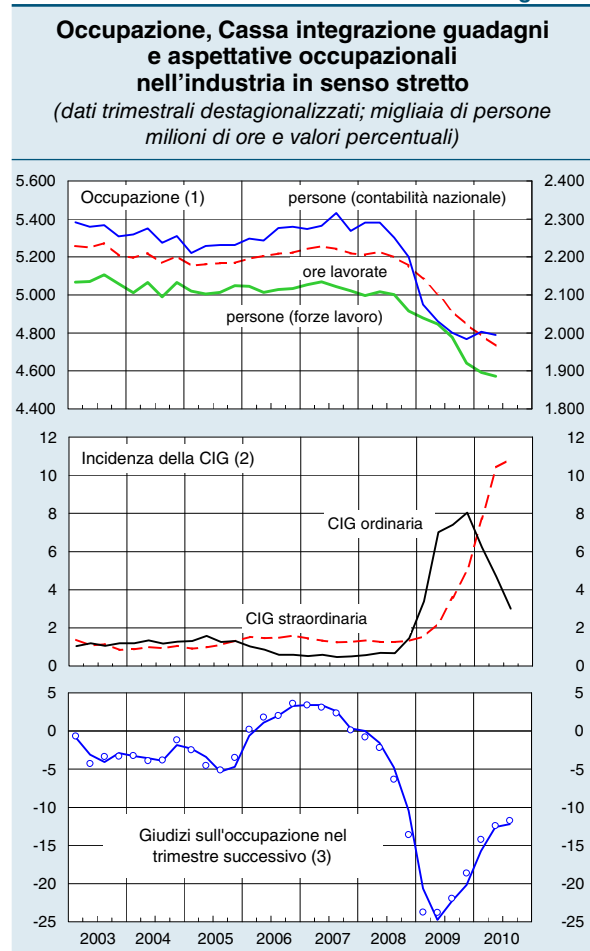 Occupazione, Cassa integrazione guadagni
e aspettative occupazionali
nell'industria in senso stretto
(dati trimestrali destagionalizzati; migliaia di persone
milioni di ore e valori percentuali)
5.600 2.400
Occupazione (1) persone (contabilità nazionale)
5.400 2.300
5.200 2.200
ore lavorate
5.000 2.100
persone (forze lavoro)
4.800 2.000
4.600 1.900
4.400 1.800
12 12
Incidenza della CIG (2)
10 10
8 8
CIG ordinaria
6 6
4 4
CIG straordinaria
2 2
0 0
5 5
0 0
-5 -5
-10 -10
Giudizi sull'occupazione nel
-15 -15
trimestre successivo (3)
-20 -20
-25 -25
2003 2004 2005 2006 2007 2008 2009 2010